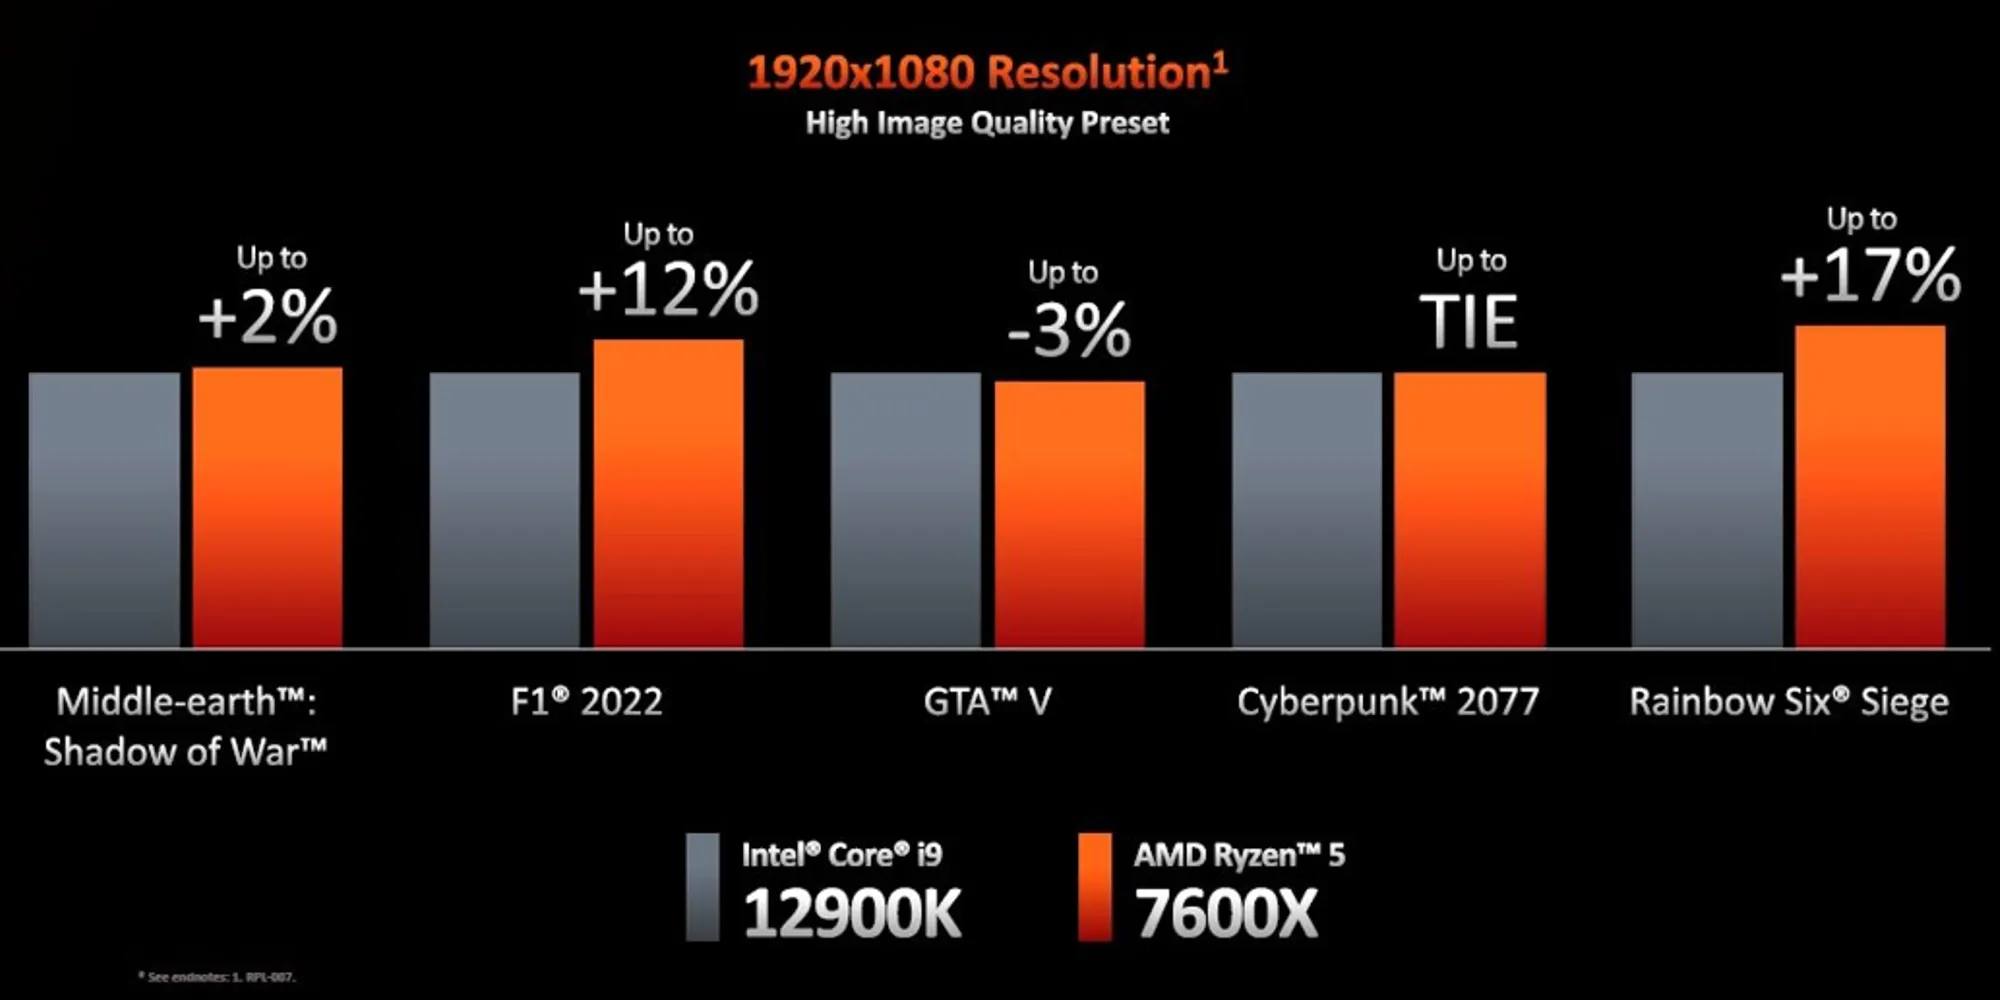 1920x1080 Resolution¹
High Image Quality Preset
Up to
+2%
Up to
+12%
Up to
-3%
Up to
TIE
Up to
+17%
Middle-earth™:
Shadow of War™
F1® 2022
GTA™ V
Cyberpunk™ 2077
Rainbow Six® Siege
Intel® Core® i9
12900K
AMD Ryzen™ 5
7600X
* See endnotes: 1. RPL-007.